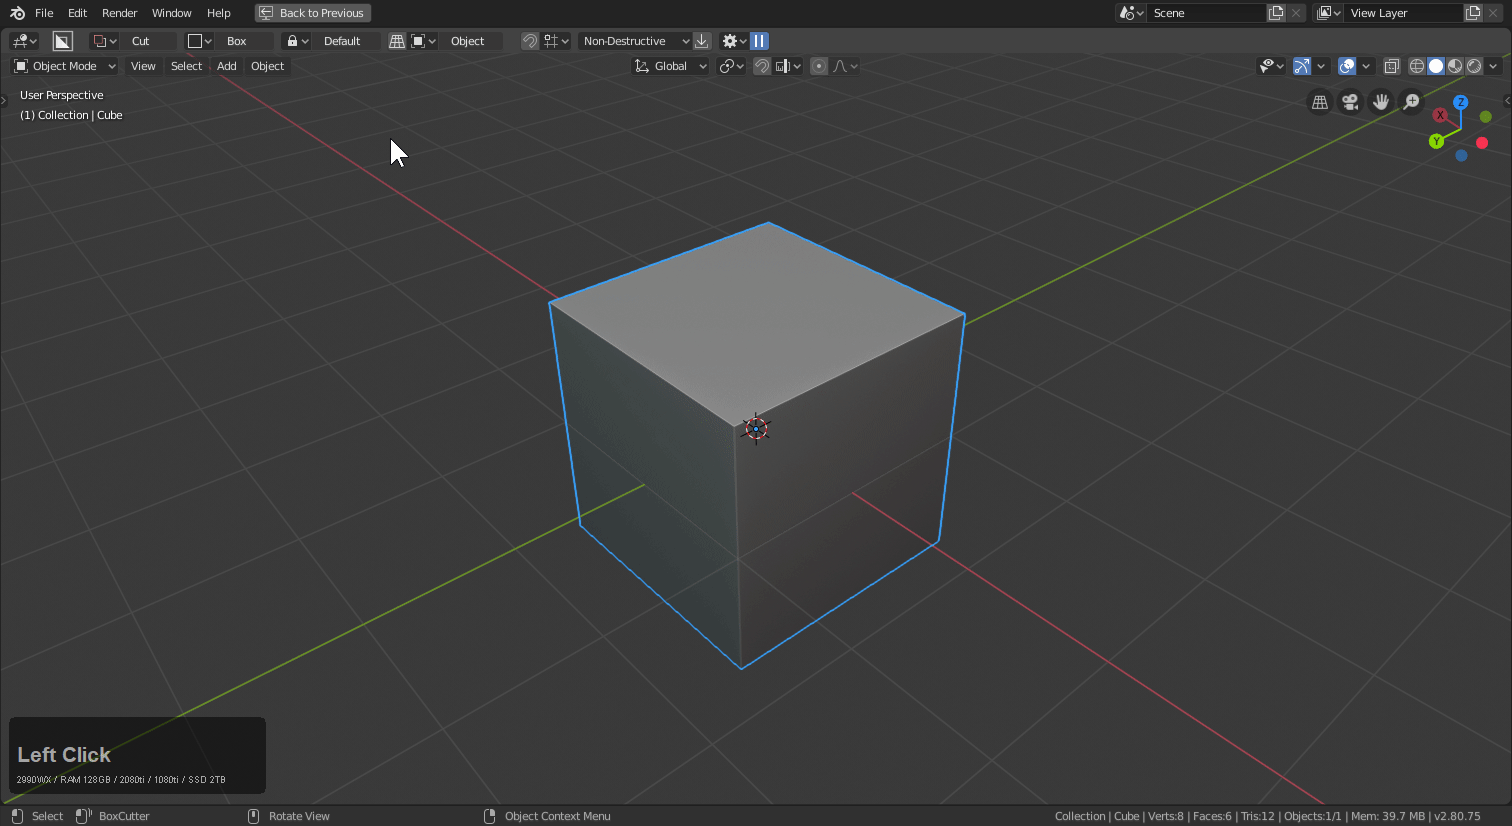 File Edit Render Window Help Back to Previous Scene View Layer
Cut Box Default Object Non-Destructive
Object Mode View Select Add Object Global
User Perspective
(1) Collection | Cube
Z
X
Y
Left Click
2990WX / RAM 128GB / 2080ti / 1080ti / SSD 2TB
Select BoxCutter Rotate View Object Context Menu Collection | Cube | Verts:8 | Faces:6 | Tris:12 | Objects:1/1 | Mem: 39.7 MB | v2.80.75